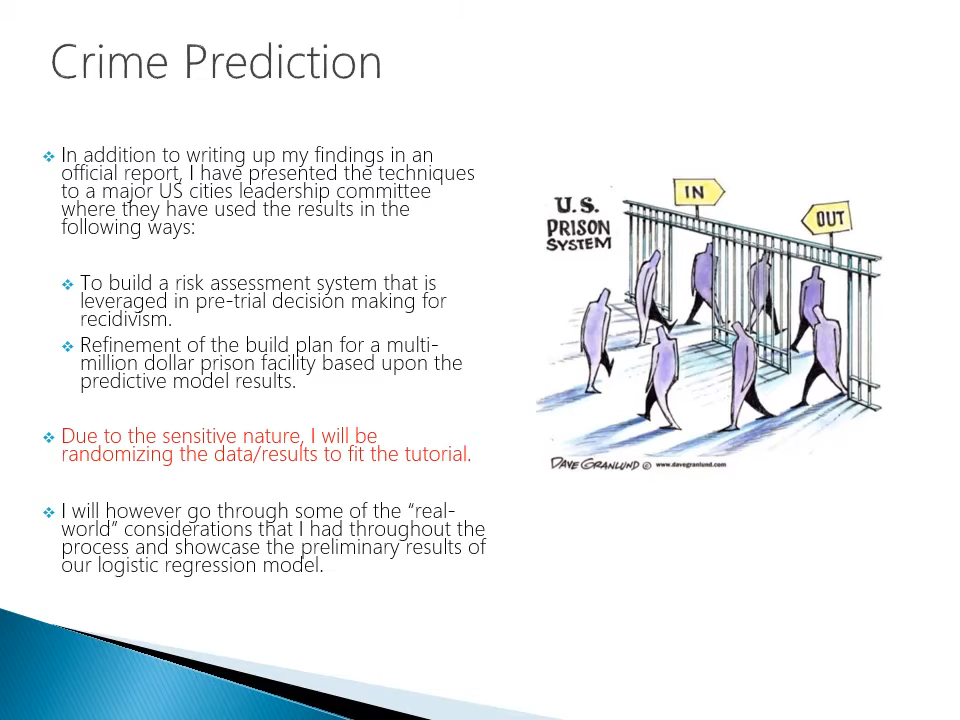 Crime Prediction
In addition to writing up my findings in an
official report, I have presented the techniques
to a major US cities leadership committee
where they have used the results in the
following ways:
To build a risk assessment system that is
leveraged in pre-trial decision making for
recidivism.
Refinement of the build plan for a multi-
million dollar prison facility based upon the
predictive model results.
Due to the sensitive nature, I will be
randomizing the data/results to fit the tutorial.
I will however go through some of the “real-
world” considerations that I had throughout the
process and showcase the preliminary results of
our logistic regression model.
U.S.
PRISON
SYSTEM
IN
OUT
DAVE GRANLUND © www.davegranlund.com